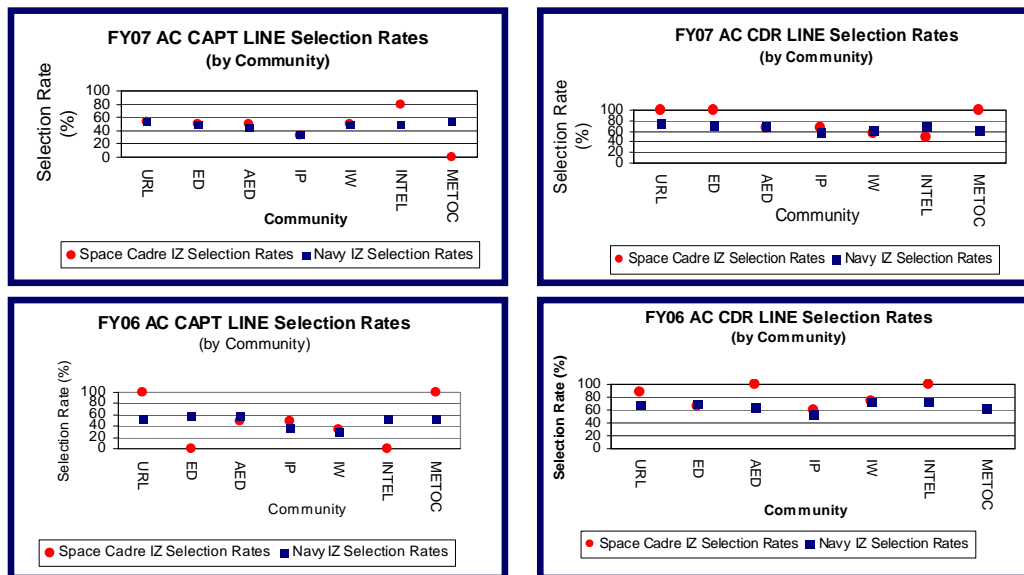 FY07 AC CAPT LINE Selection Rates
(by Community)
Selection Rate
(%)
100
80
60
40
20
0
URL
ED
AED
IP
IW
INTEL
METOC
Community
Space Cadre IZ Selection Rates
Navy IZ Selection Rates
FY07 AC CDR LINE Selection Rates
(by Community)
Selection Rate
(%)
100
80
60
40
20
0
URL
ED
AED
IP
IW
INTEL
METOC
Community
Space Cadre IZ Selection Rates
Navy IZ Selection Rates
FY06 AC CAPT LINE Selection Rates
(by Community)
Selection Rate (%)
100
80
60
40
20
0
URL
ED
AED
IP
IW
INTEL
METOC
Community
Space Cadre IZ Selection Rates
Navy IZ Selection Rates
FY06 AC CDR LINE Selection Rates
(by Community)
Selection Rate (%)
100
80
60
40
20
0
URL
ED
AED
IP
IW
INTEL
METOC
Community
Space Cadre IZ Selection Rates
Navy IZ Selection Rates